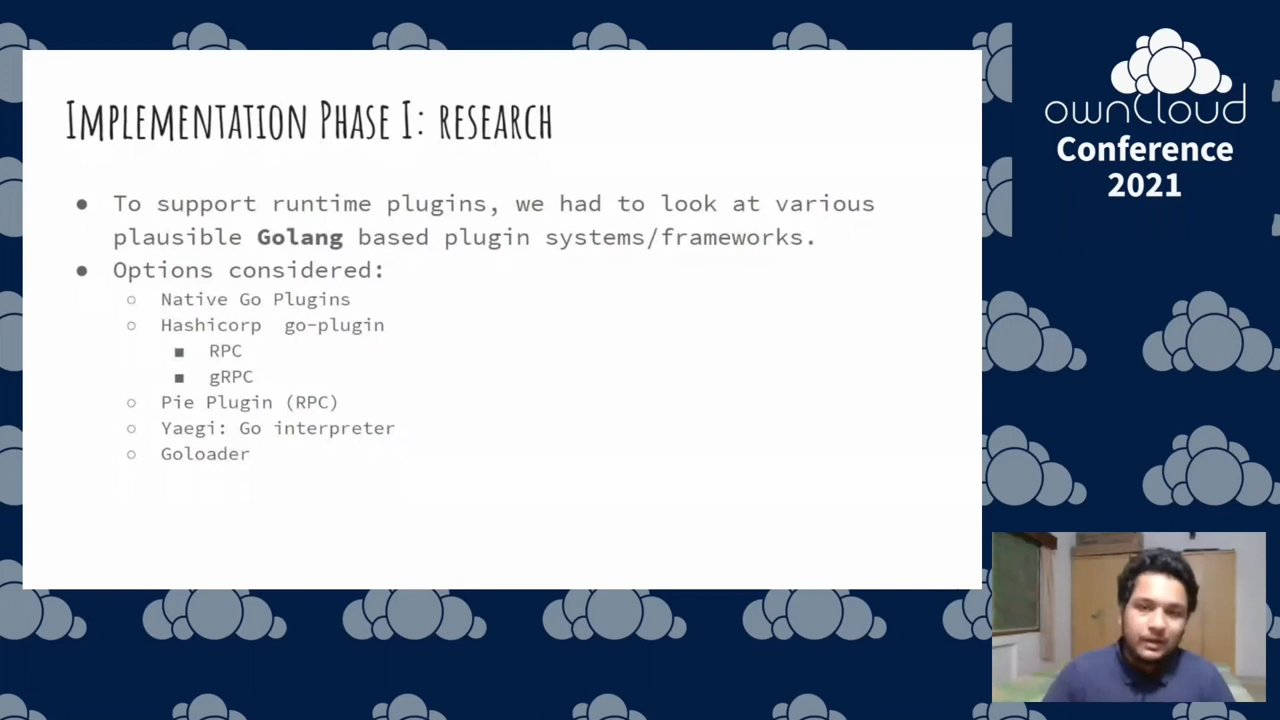 Implementation Phase I: research
● To support runtime plugins, we had to look at various
plausible Golang based plugin systems/frameworks.
● Options considered:
○ Native Go Plugins
○ Hashicorp go-plugin
■ RPC
■ gRPC
○ Pie Plugin (RPC)
○ Yaegi: Go interpreter
○ Goloader
ownCloud
Conference
2021